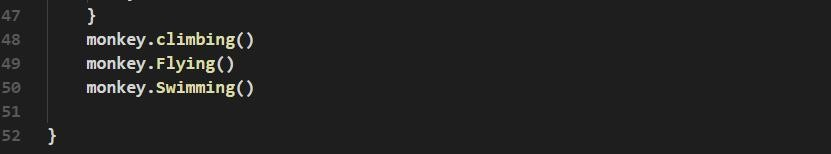 47 }
48 monkey.climbing()
49 monkey.Flying()
50 monkey.Swimming()
51
52 }